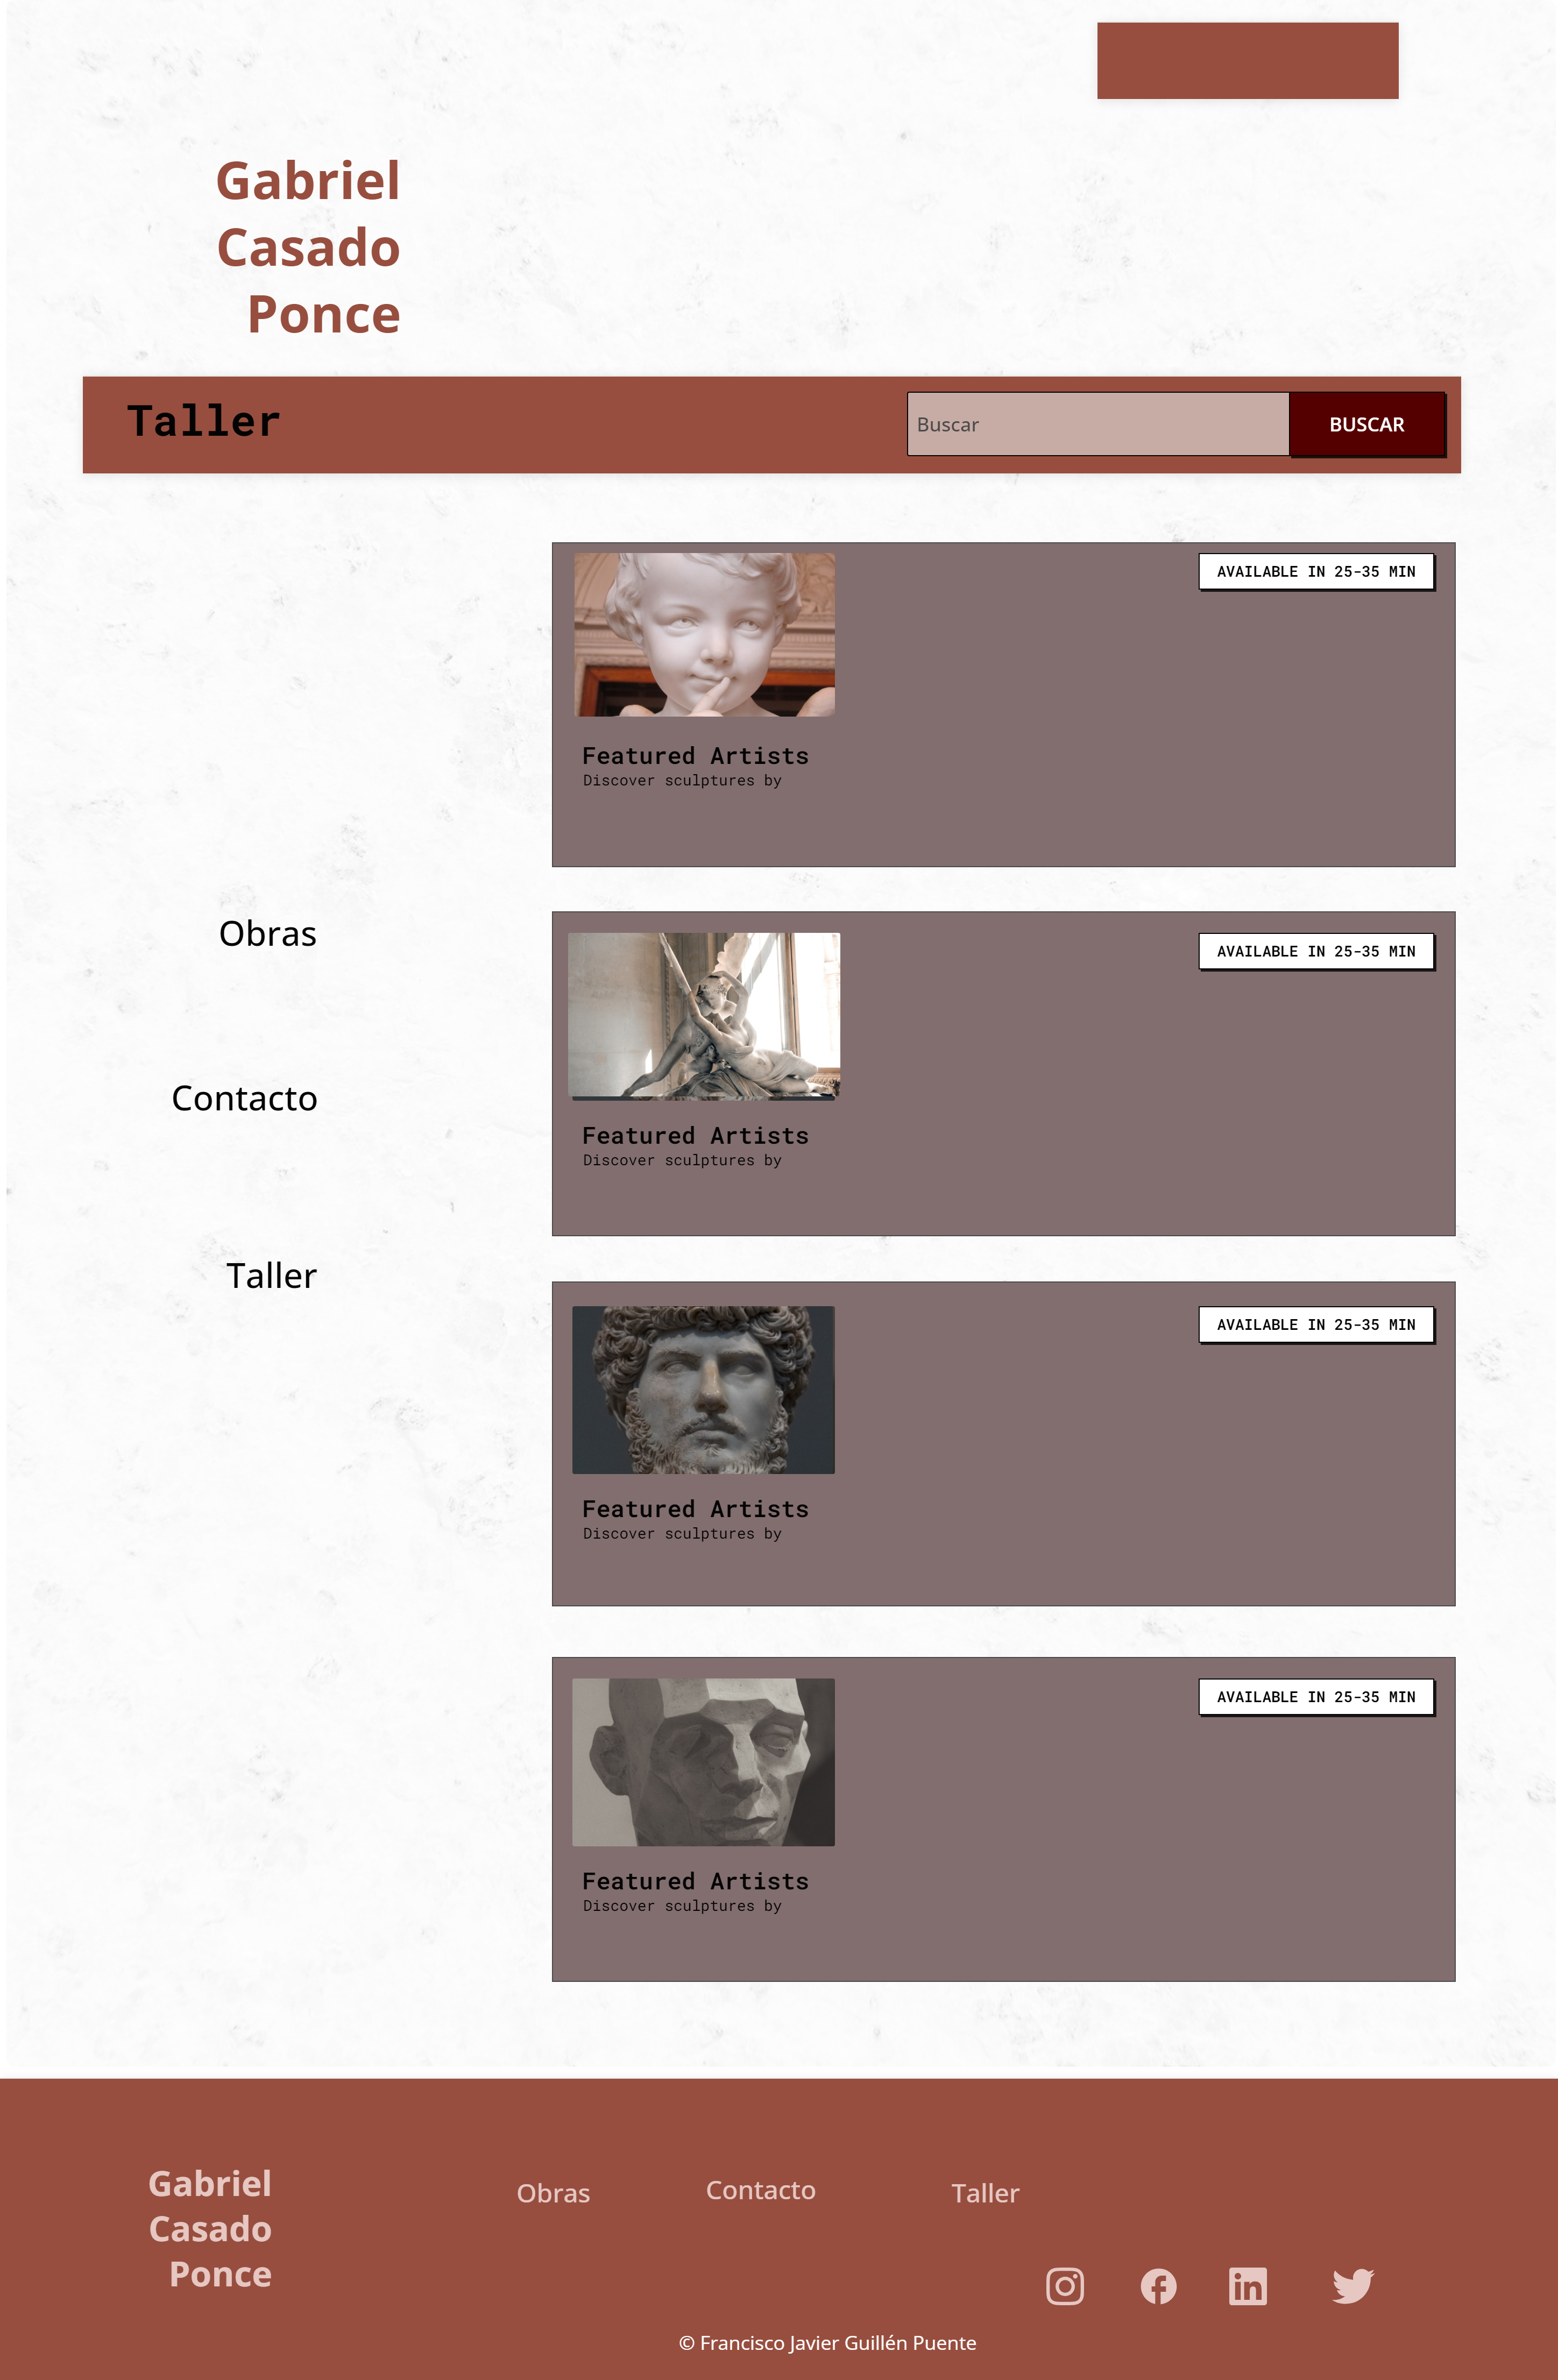 Gabriel
Casado
Ponce
Taller
Buscar
BUSCAR
AVAILABLE IN 25-35 MIN
Featured Artists
Discover sculptures by
Obras
AVAILABLE IN 25-35 MIN
Contacto
Featured Artists
Discover sculptures by
Taller
AVAILABLE IN 25-35 MIN
Featured Artists
Discover sculptures by
AVAILABLE IN 25-35 MIN
Featured Artists
Discover sculptures by
Gabriel
Casado
Ponce
Obras
Contacto
Taller
© Francisco Javier Guillén Puente